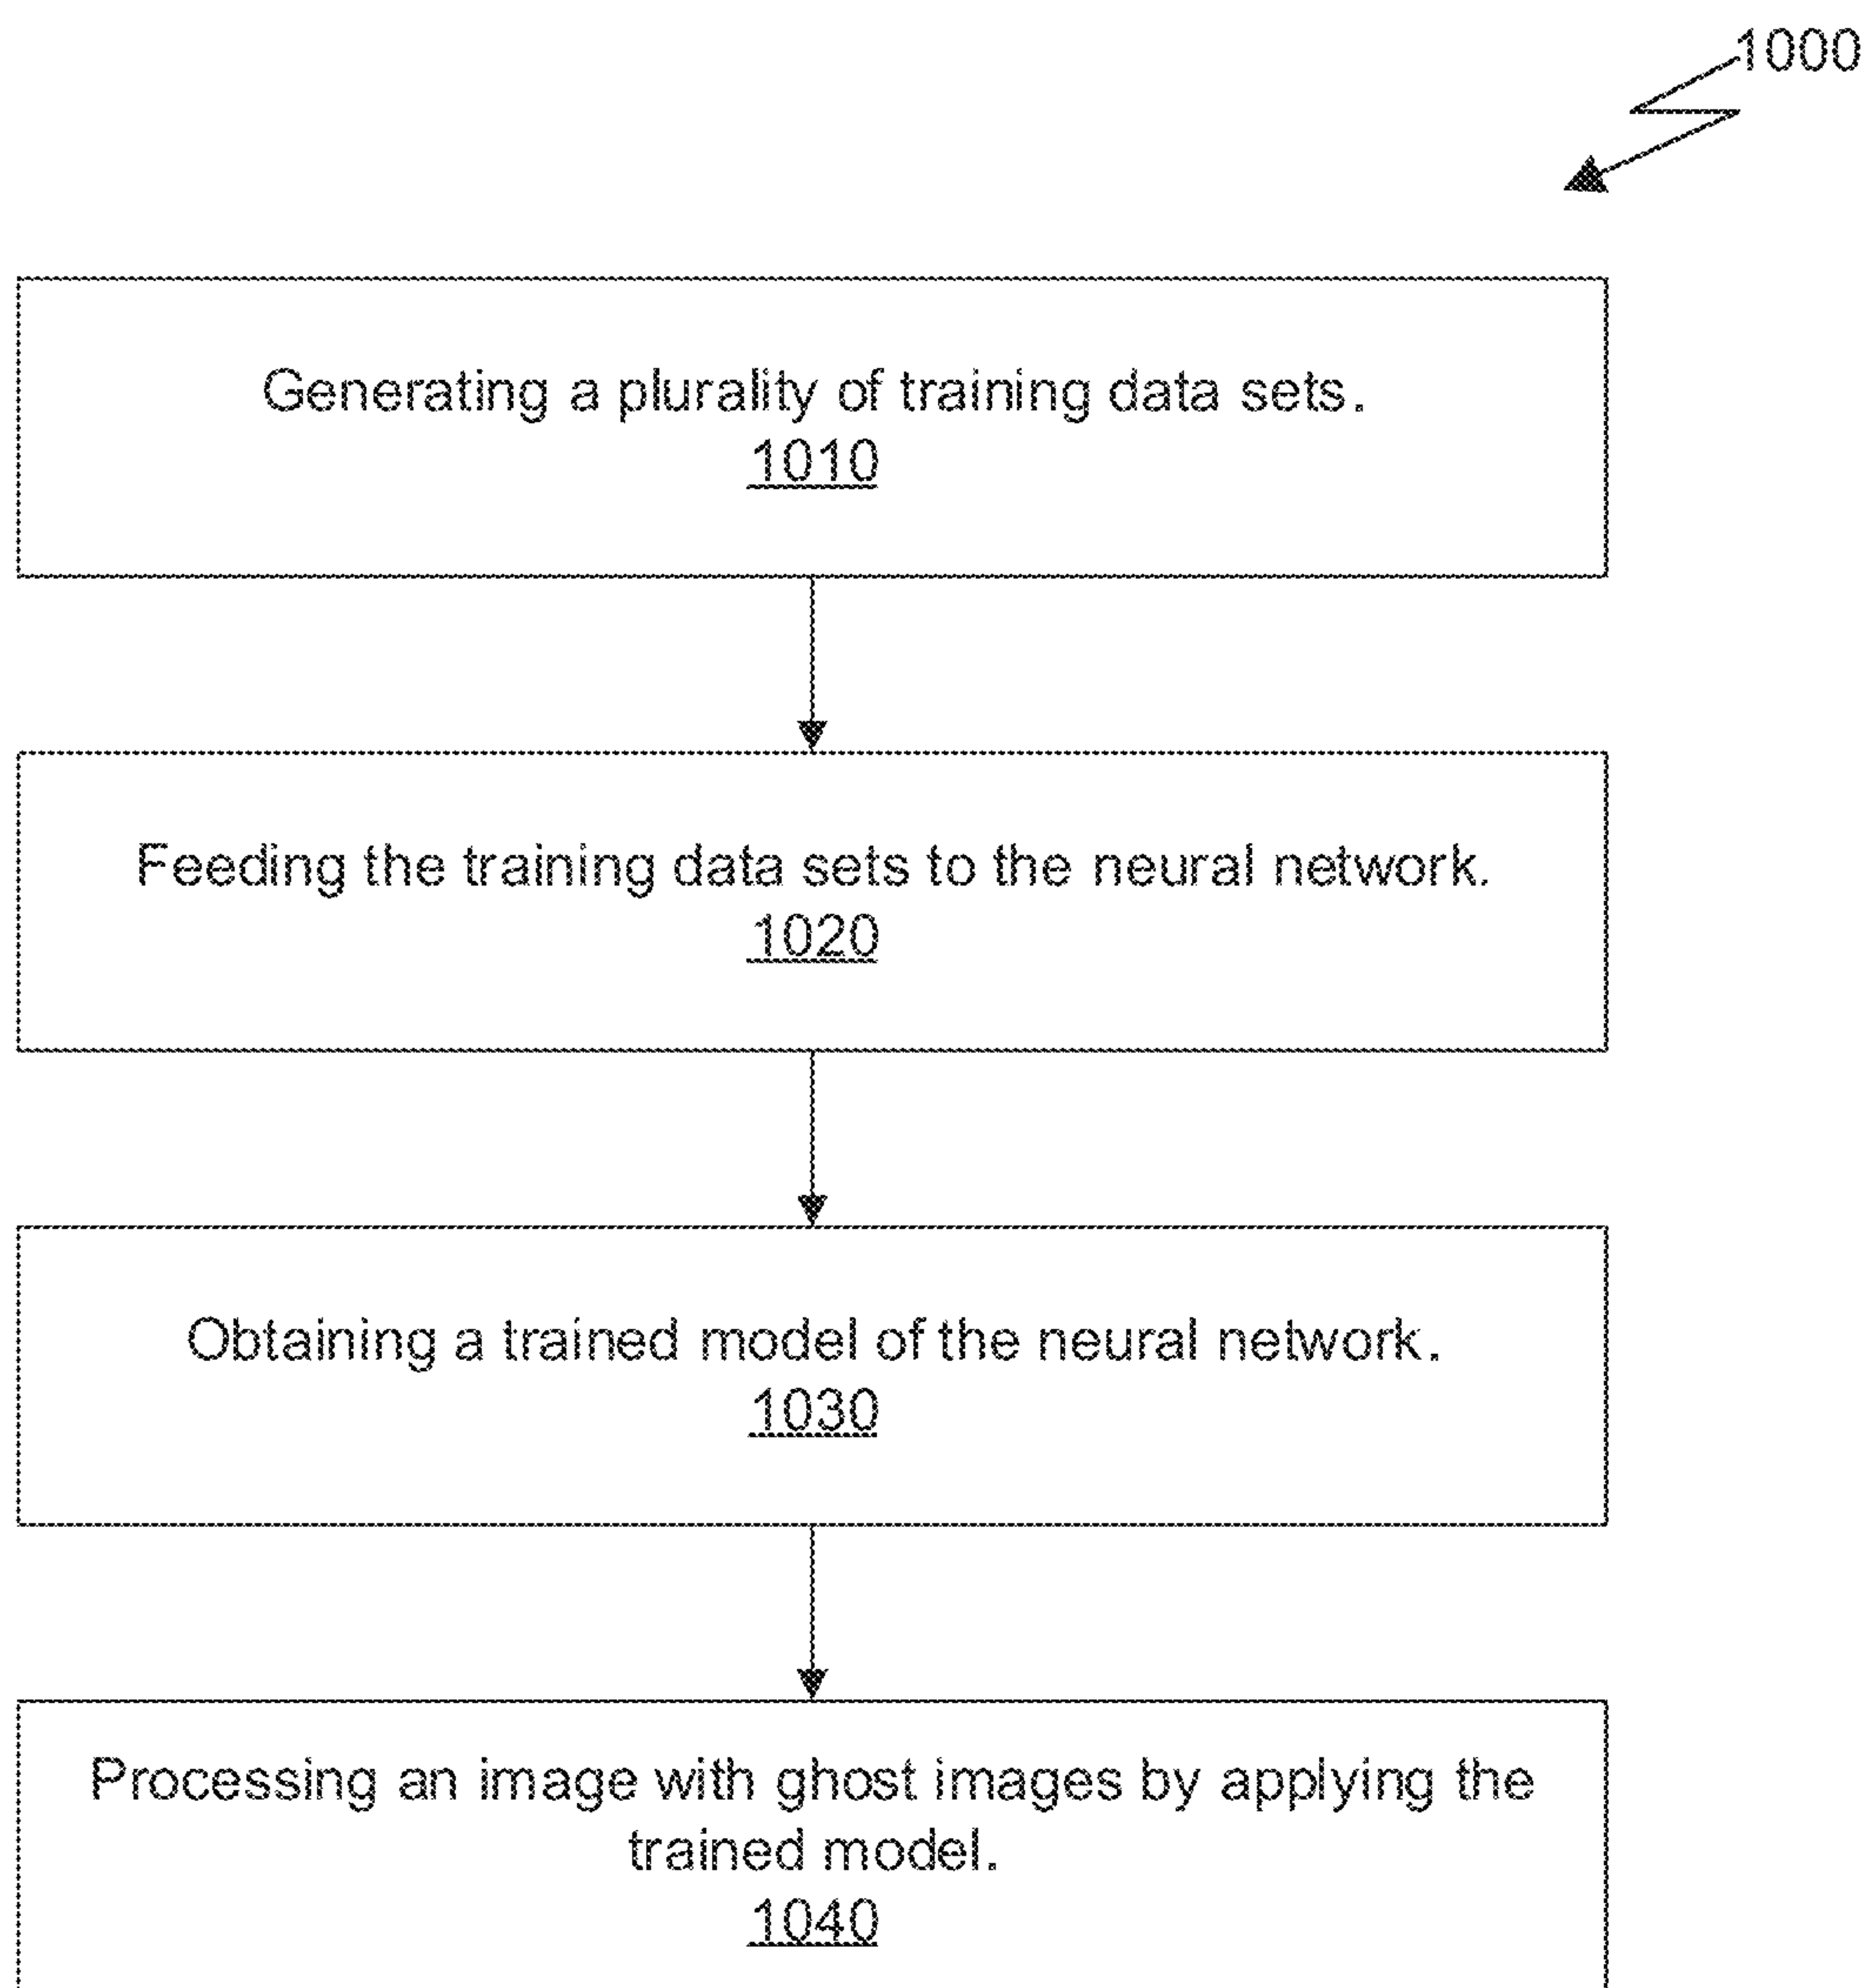 1000
Generating a plurality of training data sets.
1010
Feeding the training data sets to the neural network.
1020
Obtaining a trained model of the neural network.
1030
Processing an image with ghost images by applying the
trained model.
1040